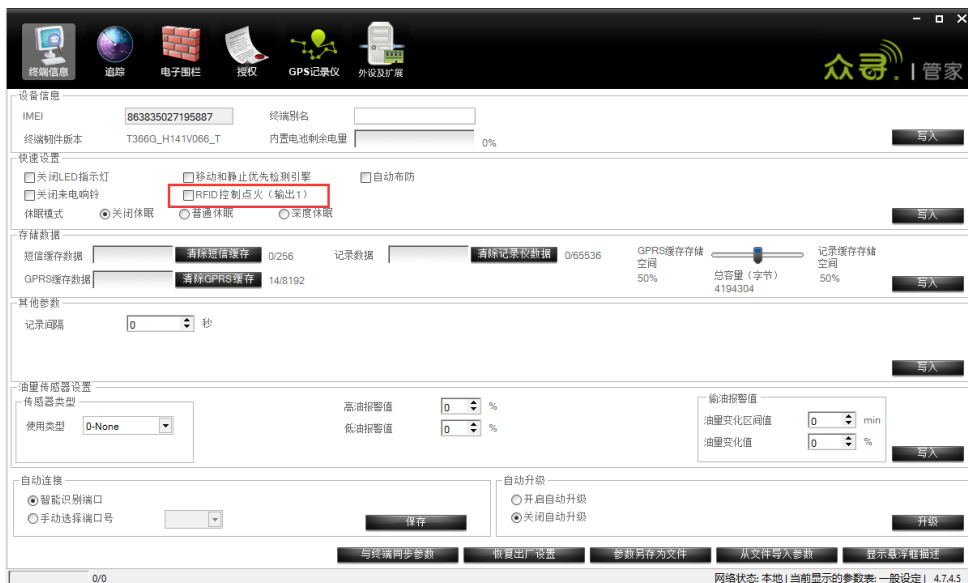 终端信息 追踪 电子围栏 授权 GPS记录仪 外设及扩展 众寻 管家
设备信息
IMEI 863835027195887 终端别名
终端韧件版本 T366G_H141V066_T 内置电池剩余电量 0% 写入
快速设置
关闭LED指示灯 移动和静止优先检测引擎 自动布防
关闭来电响铃 RFID控制点火（输出1）
休眠模式 关闭休眠 普通休眠 深度休眠 写入
存储数据
短信缓存数据 清除短信缓存 0/256 记录数据 清除记录仪数据 0/65536 GPRS缓存存储空间 50% 总容量（字节） 4194304 记录缓存存储空间 50%
GPRS缓存数据 清除GPRS缓存 14/8192 写入
其他参数
记录间隔 0 秒
写入
油里传感器设置
传感器类型
使用类型 0-None
高油报警值 0 %
低油报警值 0 %
偷油报警值
油里变化区间值 0 min
油里变化值 0 %
写入
自动连接
智能识别端口
手动选择端口号
保存
自动升级
开启自动升级
关闭自动升级
升级
与终端同步参数 恢复出厂设置 参数另存为文件 从文件导入参数 显示悬浮框描述
0/0 网络状态: 本地 | 当前显示的参数表: 一般设定 | 4.7.4.5